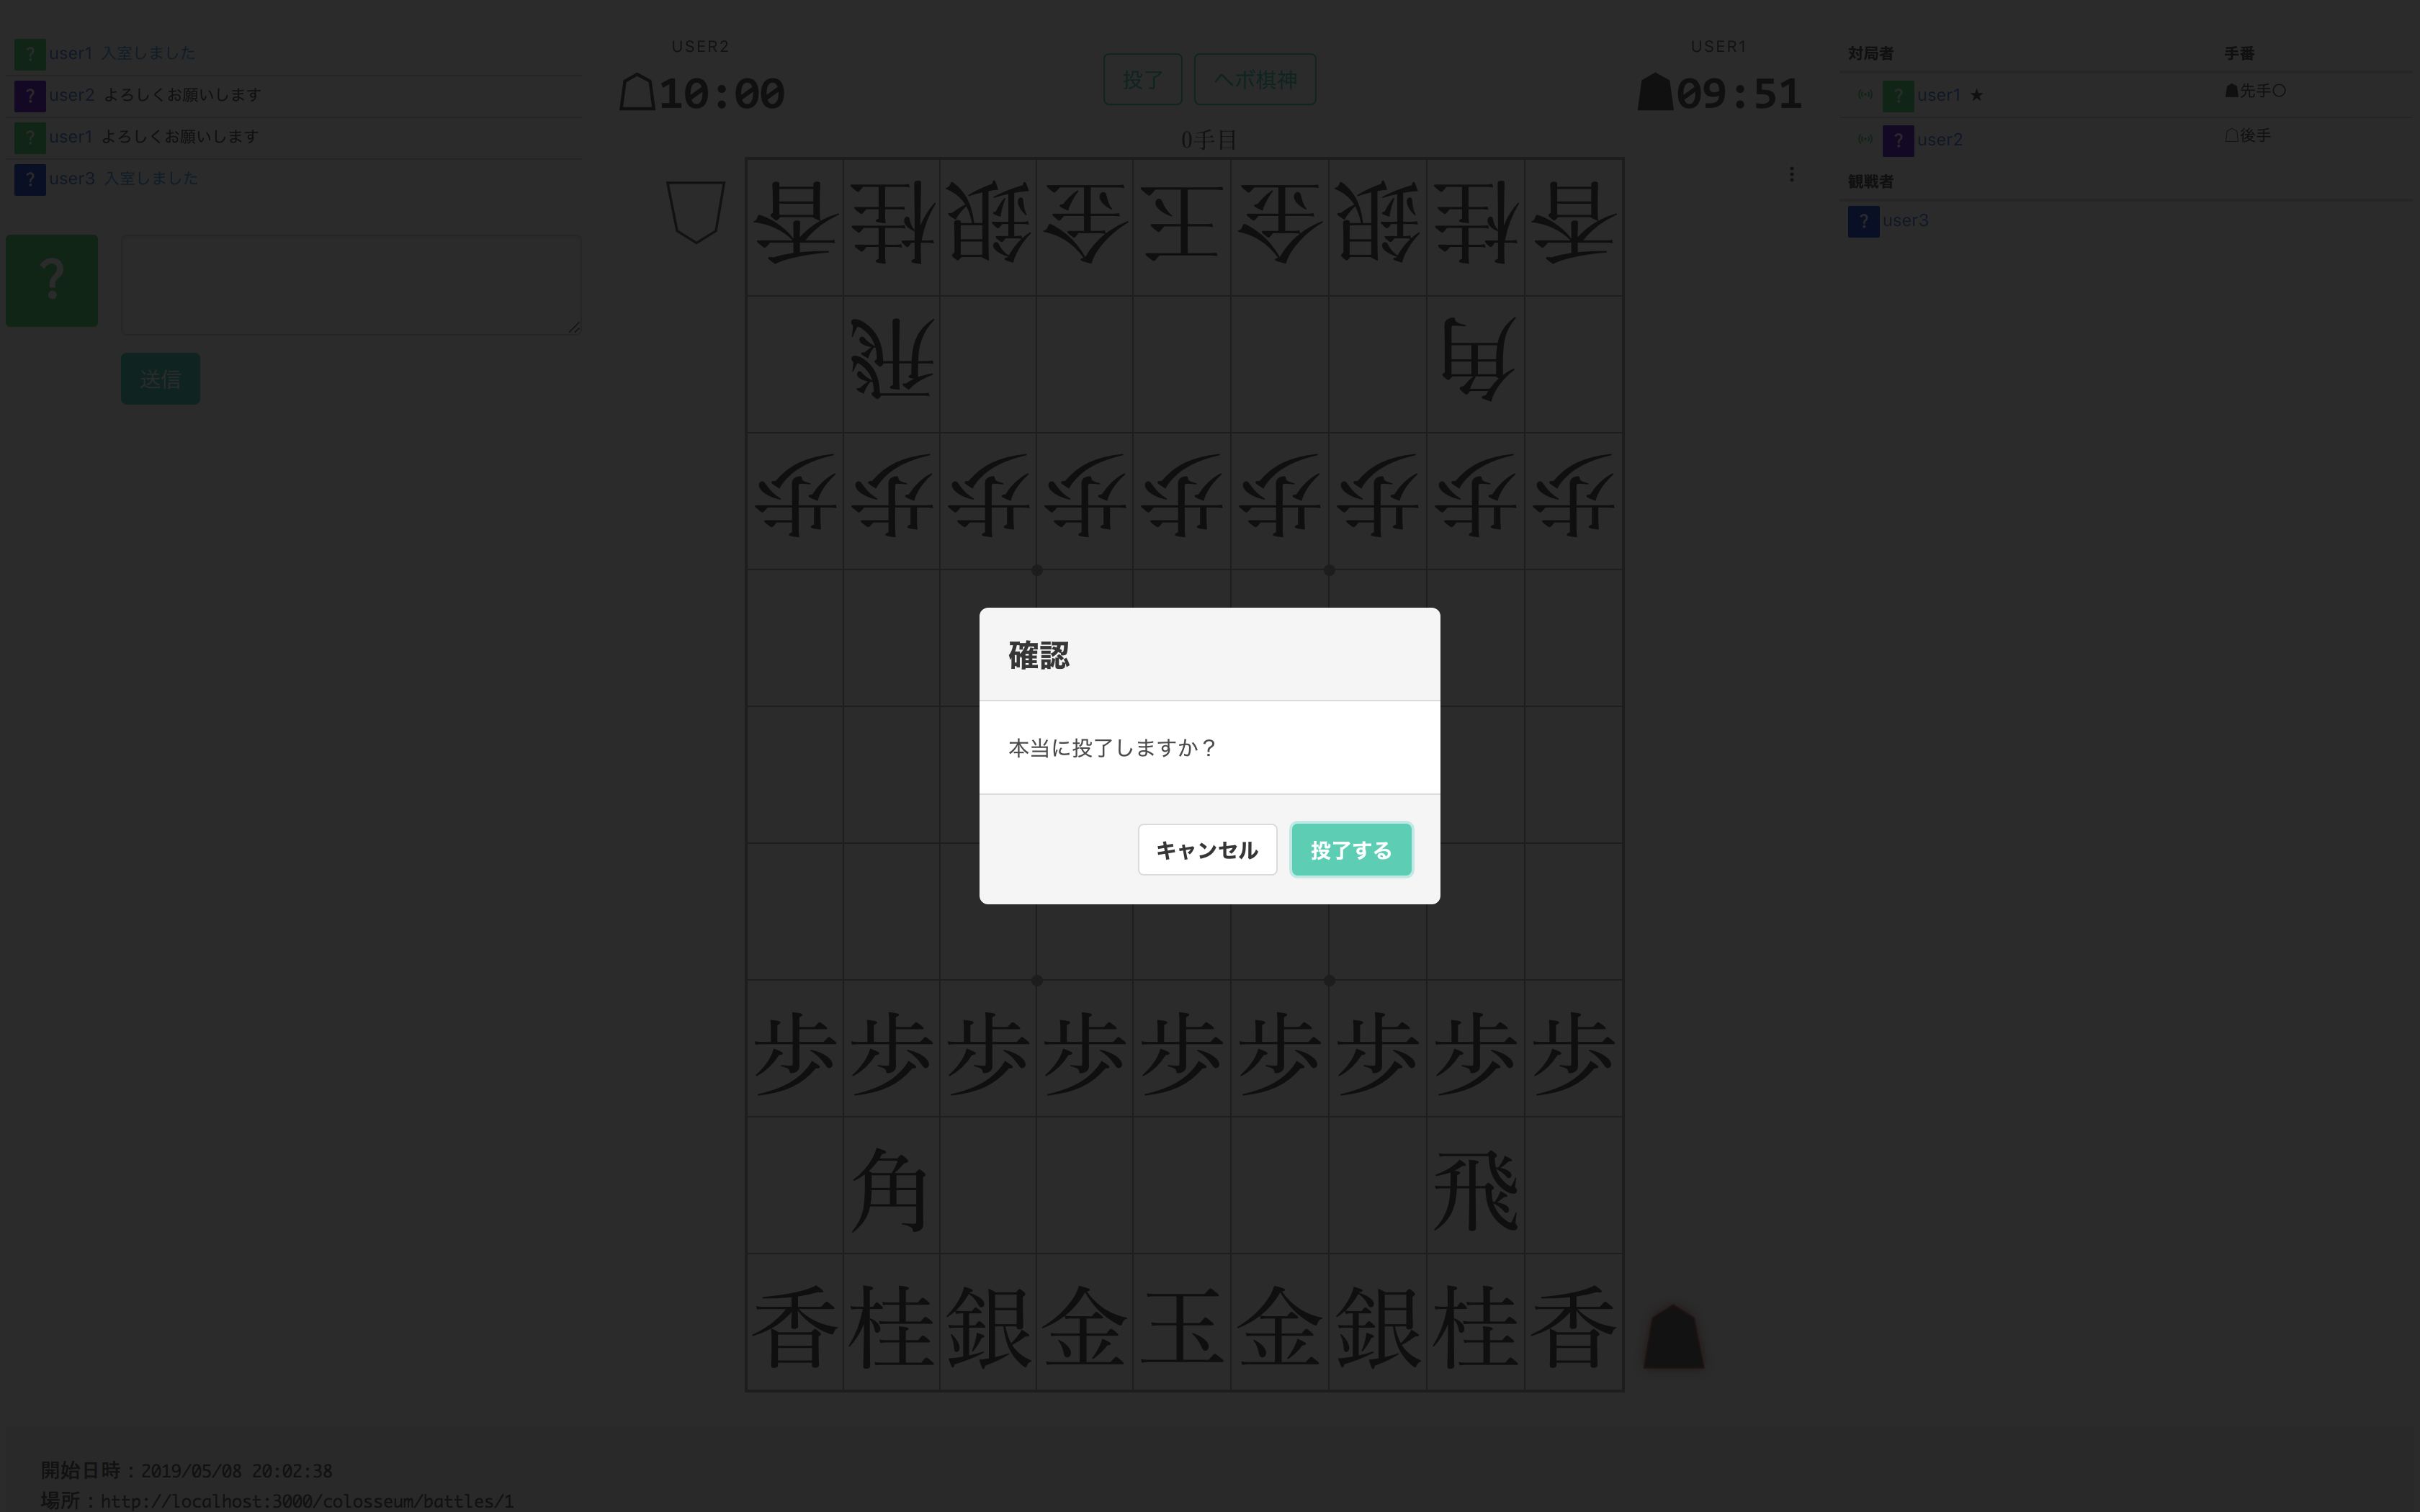 ? user1 入室しました
? user2 よろしくお願いします
? user1 よろしくお願いします
? user3 入室しました
?
送信
USER2
10:00
投了 ヘボ棋神
USER1
09:51
0手目
対局者 手番
? user1 ★ ☗先手○
? user2 ☖後手
観戦者
? user3
香桂銀金玉金銀桂香
飛 角
歩歩歩歩歩歩歩歩歩
確認
本当に投了しますか？
キャンセル 投了する
歩歩歩歩歩歩歩歩歩
角 飛
香桂銀金玉金銀桂香
開始日時：2019/05/08 20:02:38
場所：http://localhost:3000/colosseum/battles/1